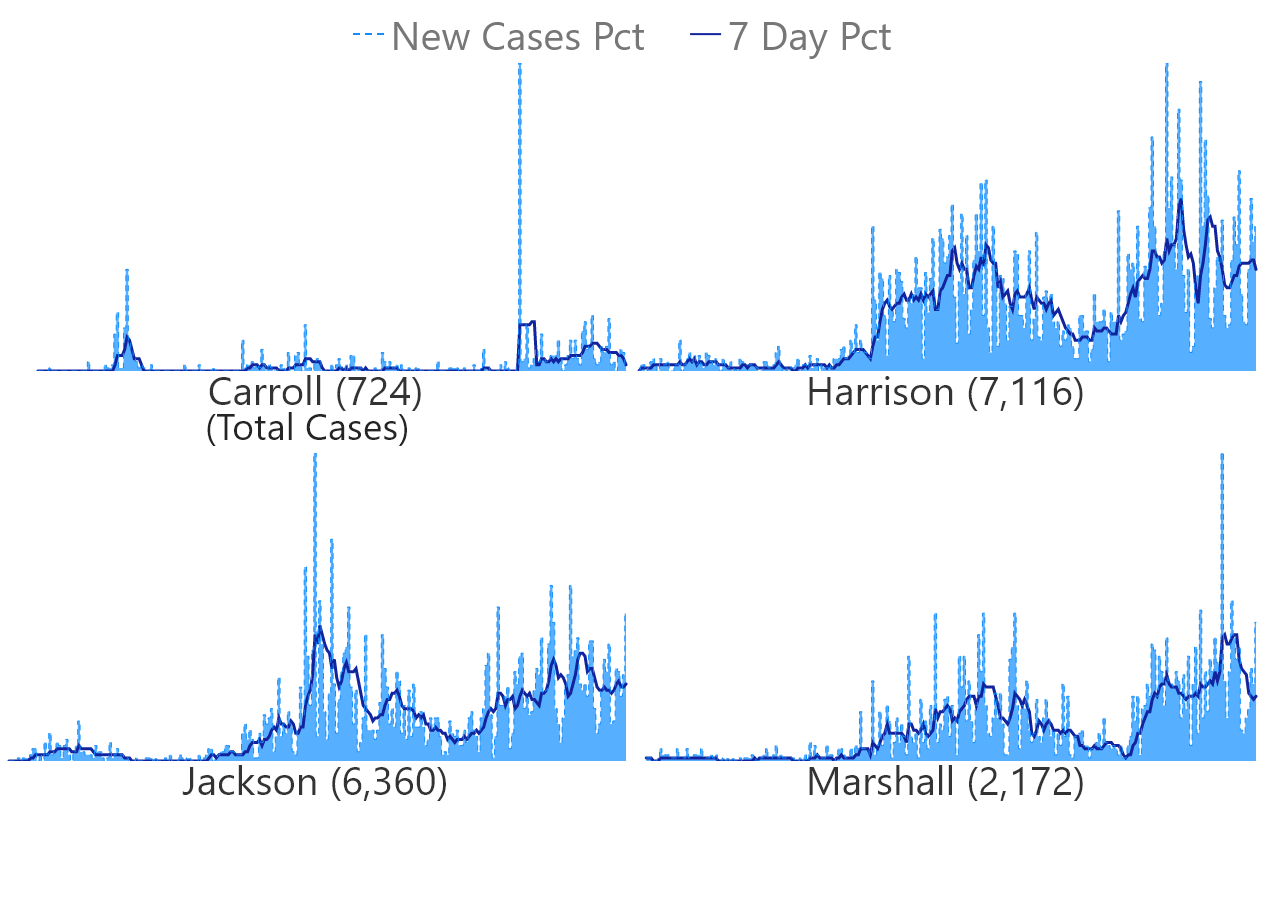 New Cases Pct 7 Day Pct
Carroll (724) Harrison (7,116)
(Total Cases)
Jackson (6,360) Marshall (2,172)